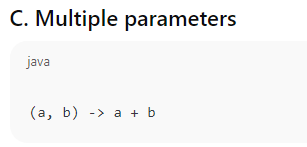 C. Multiple parameters
java
(a, b) -> a + b